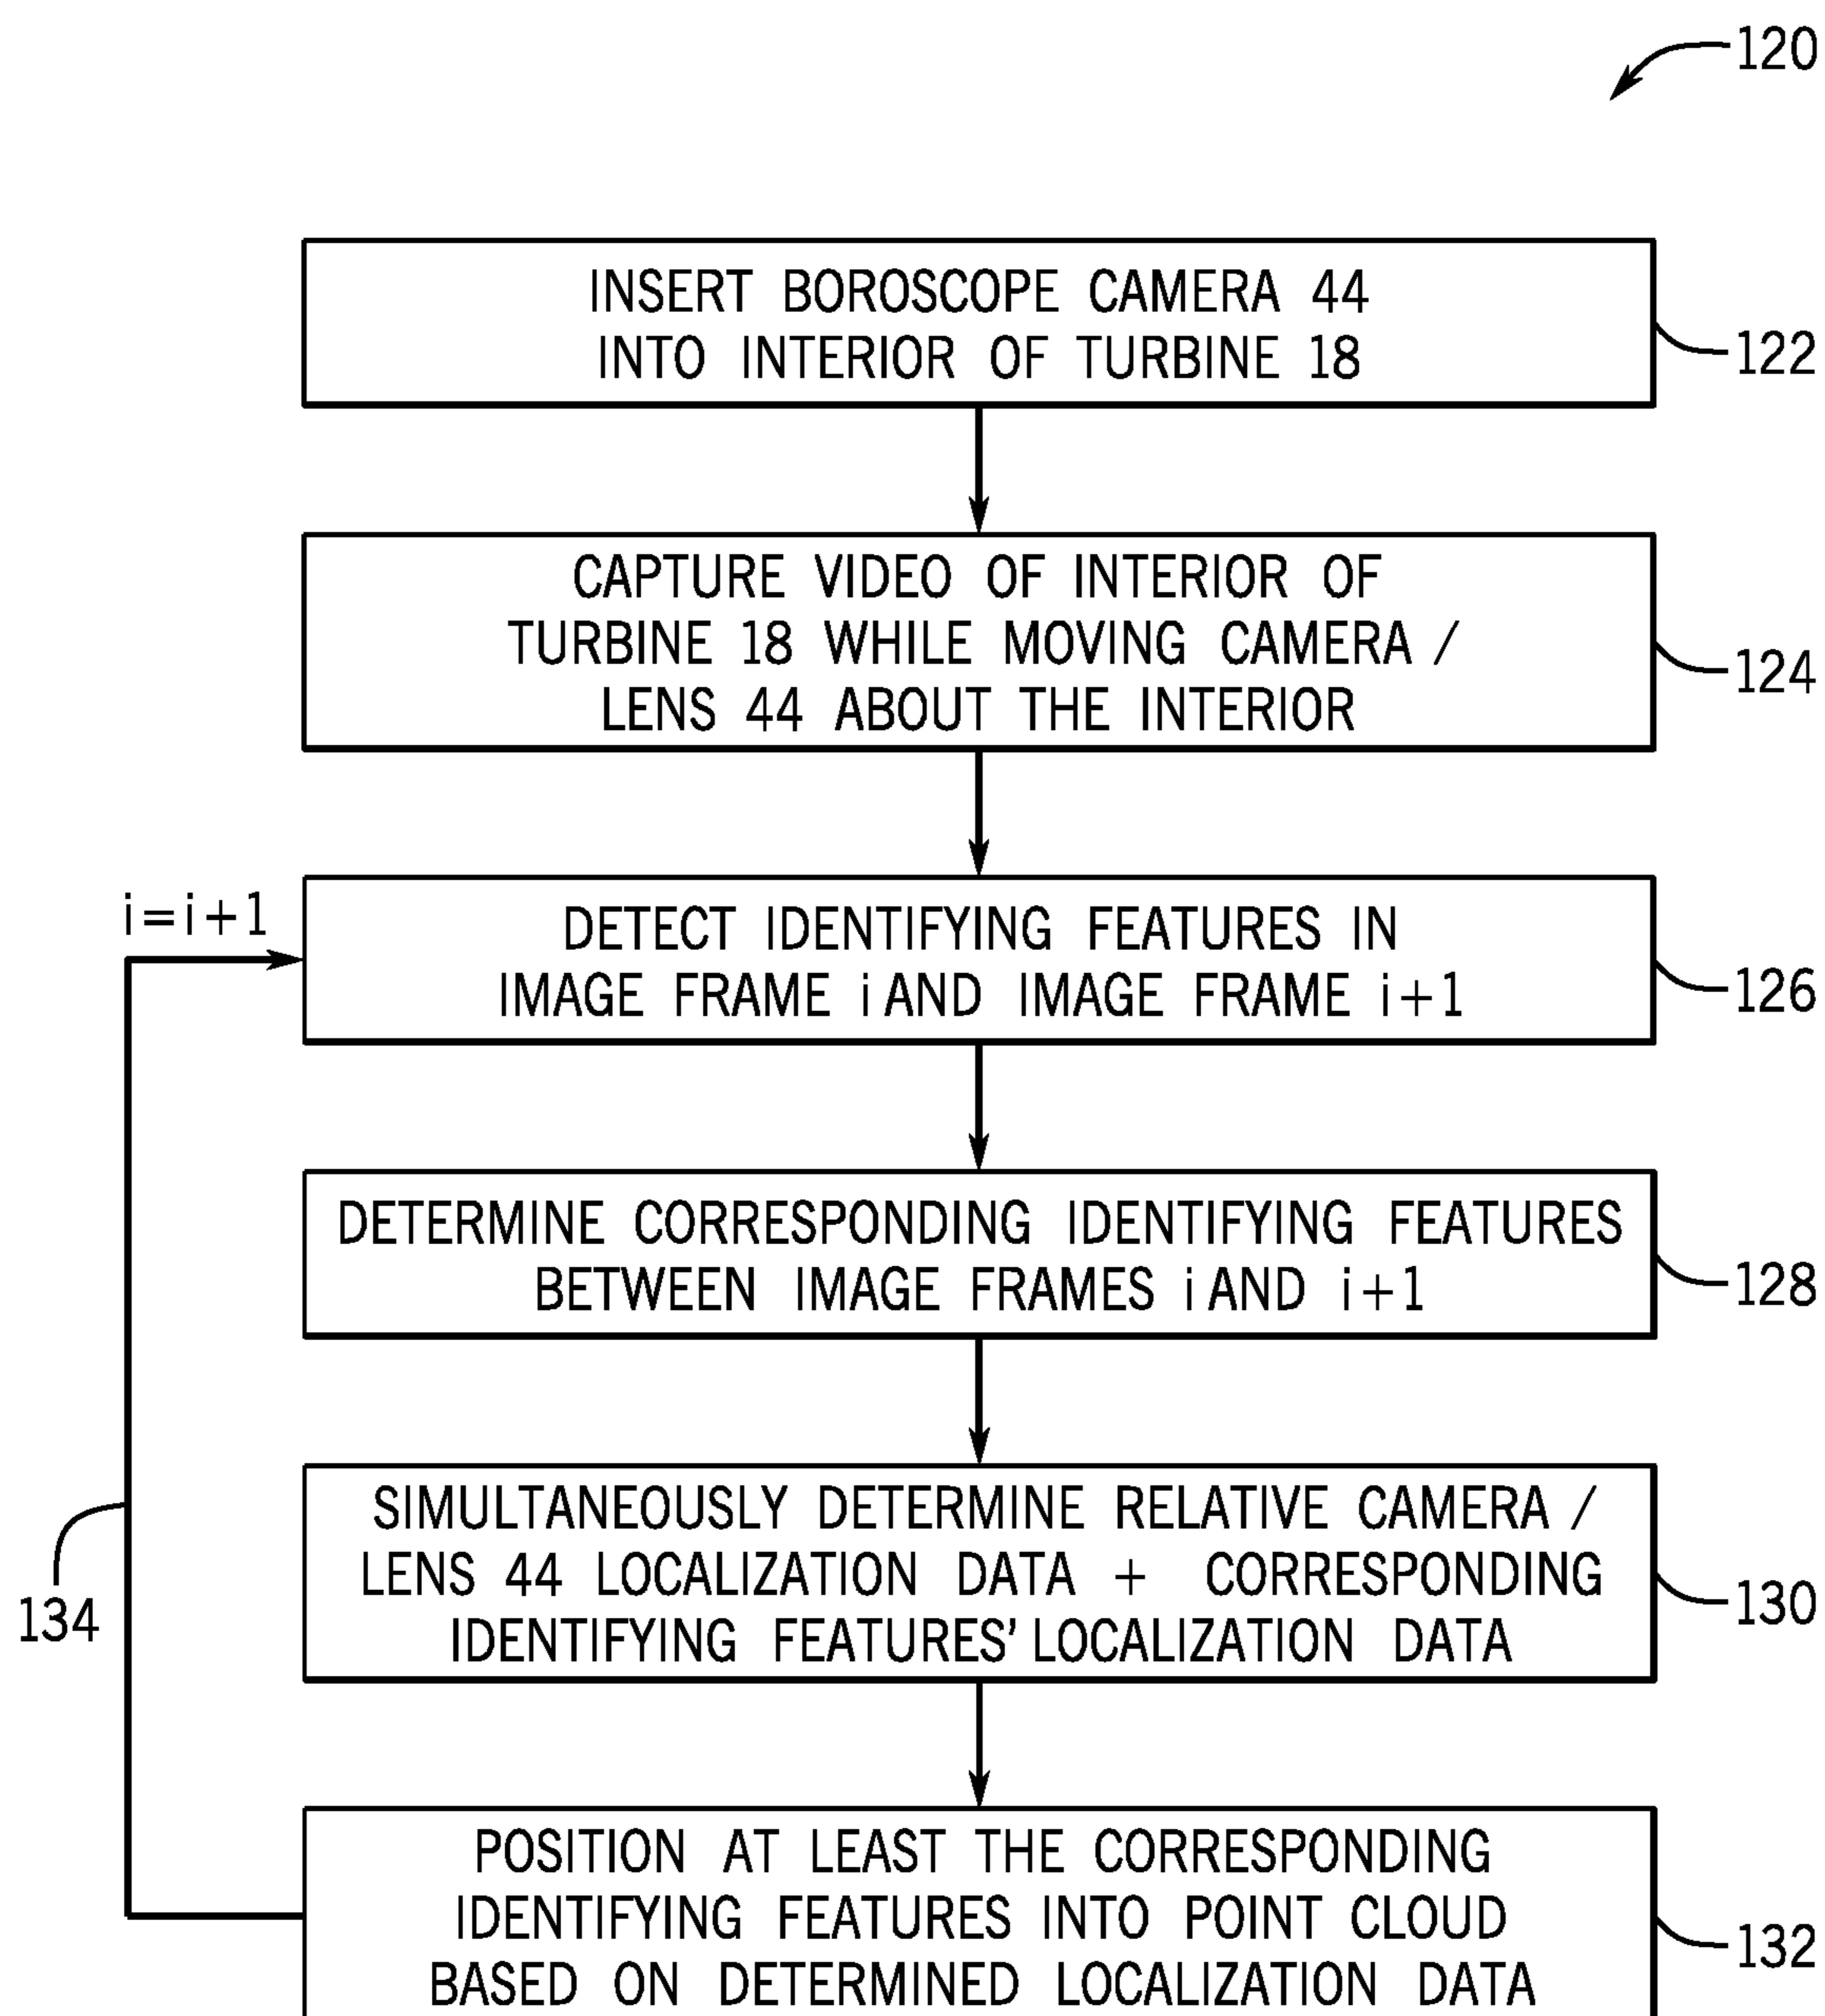 120
INSERT BOROSCOPE CAMERA 44
INTO INTERIOR OF TURBINE 18
122
CAPTURE VIDEO OF INTERIOR OF
TURBINE 18 WHILE MOVING CAMERA /
LENS 44 ABOUT THE INTERIOR
124
i=i+1
DETECT IDENTIFYING FEATURES IN
IMAGE FRAME i AND IMAGE FRAME i+1
126
DETERMINE CORRESPONDING IDENTIFYING FEATURES
BETWEEN IMAGE FRAMES i AND i+1
128
SIMULTANEOUSLY DETERMINE RELATIVE CAMERA /
LENS 44 LOCALIZATION DATA + CORRESPONDING
IDENTIFYING FEATURES' LOCALIZATION DATA
130
134
POSITION AT LEAST THE CORRESPONDING
IDENTIFYING FEATURES INTO POINT CLOUD
BASED ON DETERMINED LOCALIZATION DATA
132